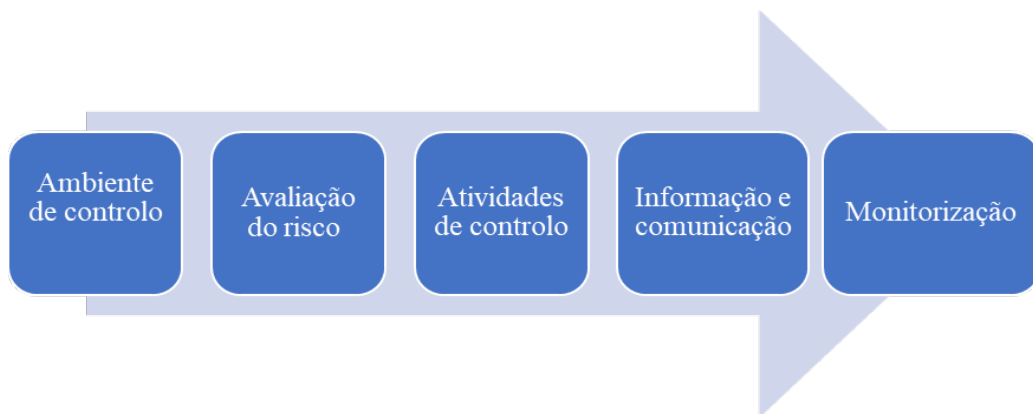 Ambiente
de controlo
Avaliação
do risco
Atividades
de controlo
Informação e
comunicação
Monitorização